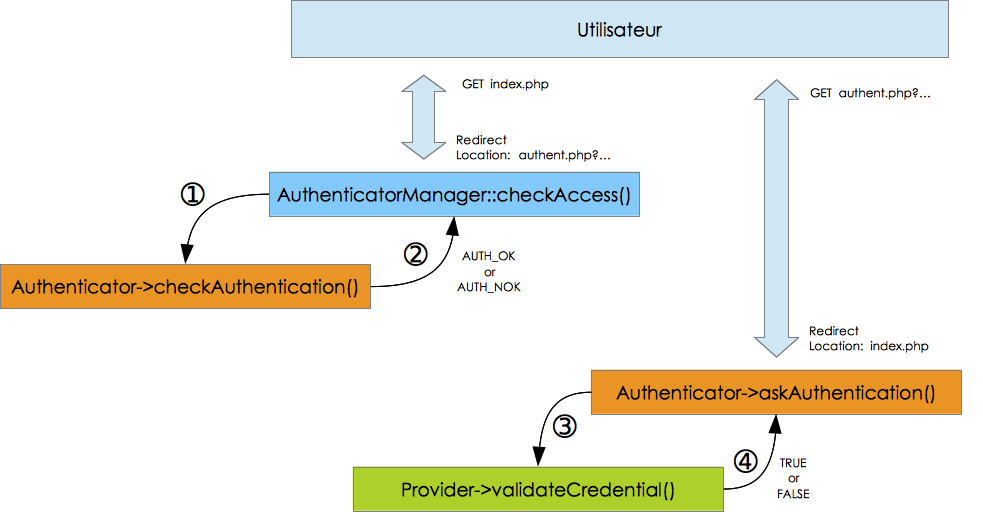 Utilisateur
GET index.php
GET authent.php?...
Redirect
Location: authent.php?...
①
AuthenticatorManager::checkAccess()
②
AUTH_OK
or
AUTH_NOK
Authenticator->checkAuthentication()
Redirect
Location: index.php
Authenticator->askAuthentication()
③
④
TRUE
or
FALSE
Provider->validateCredential()